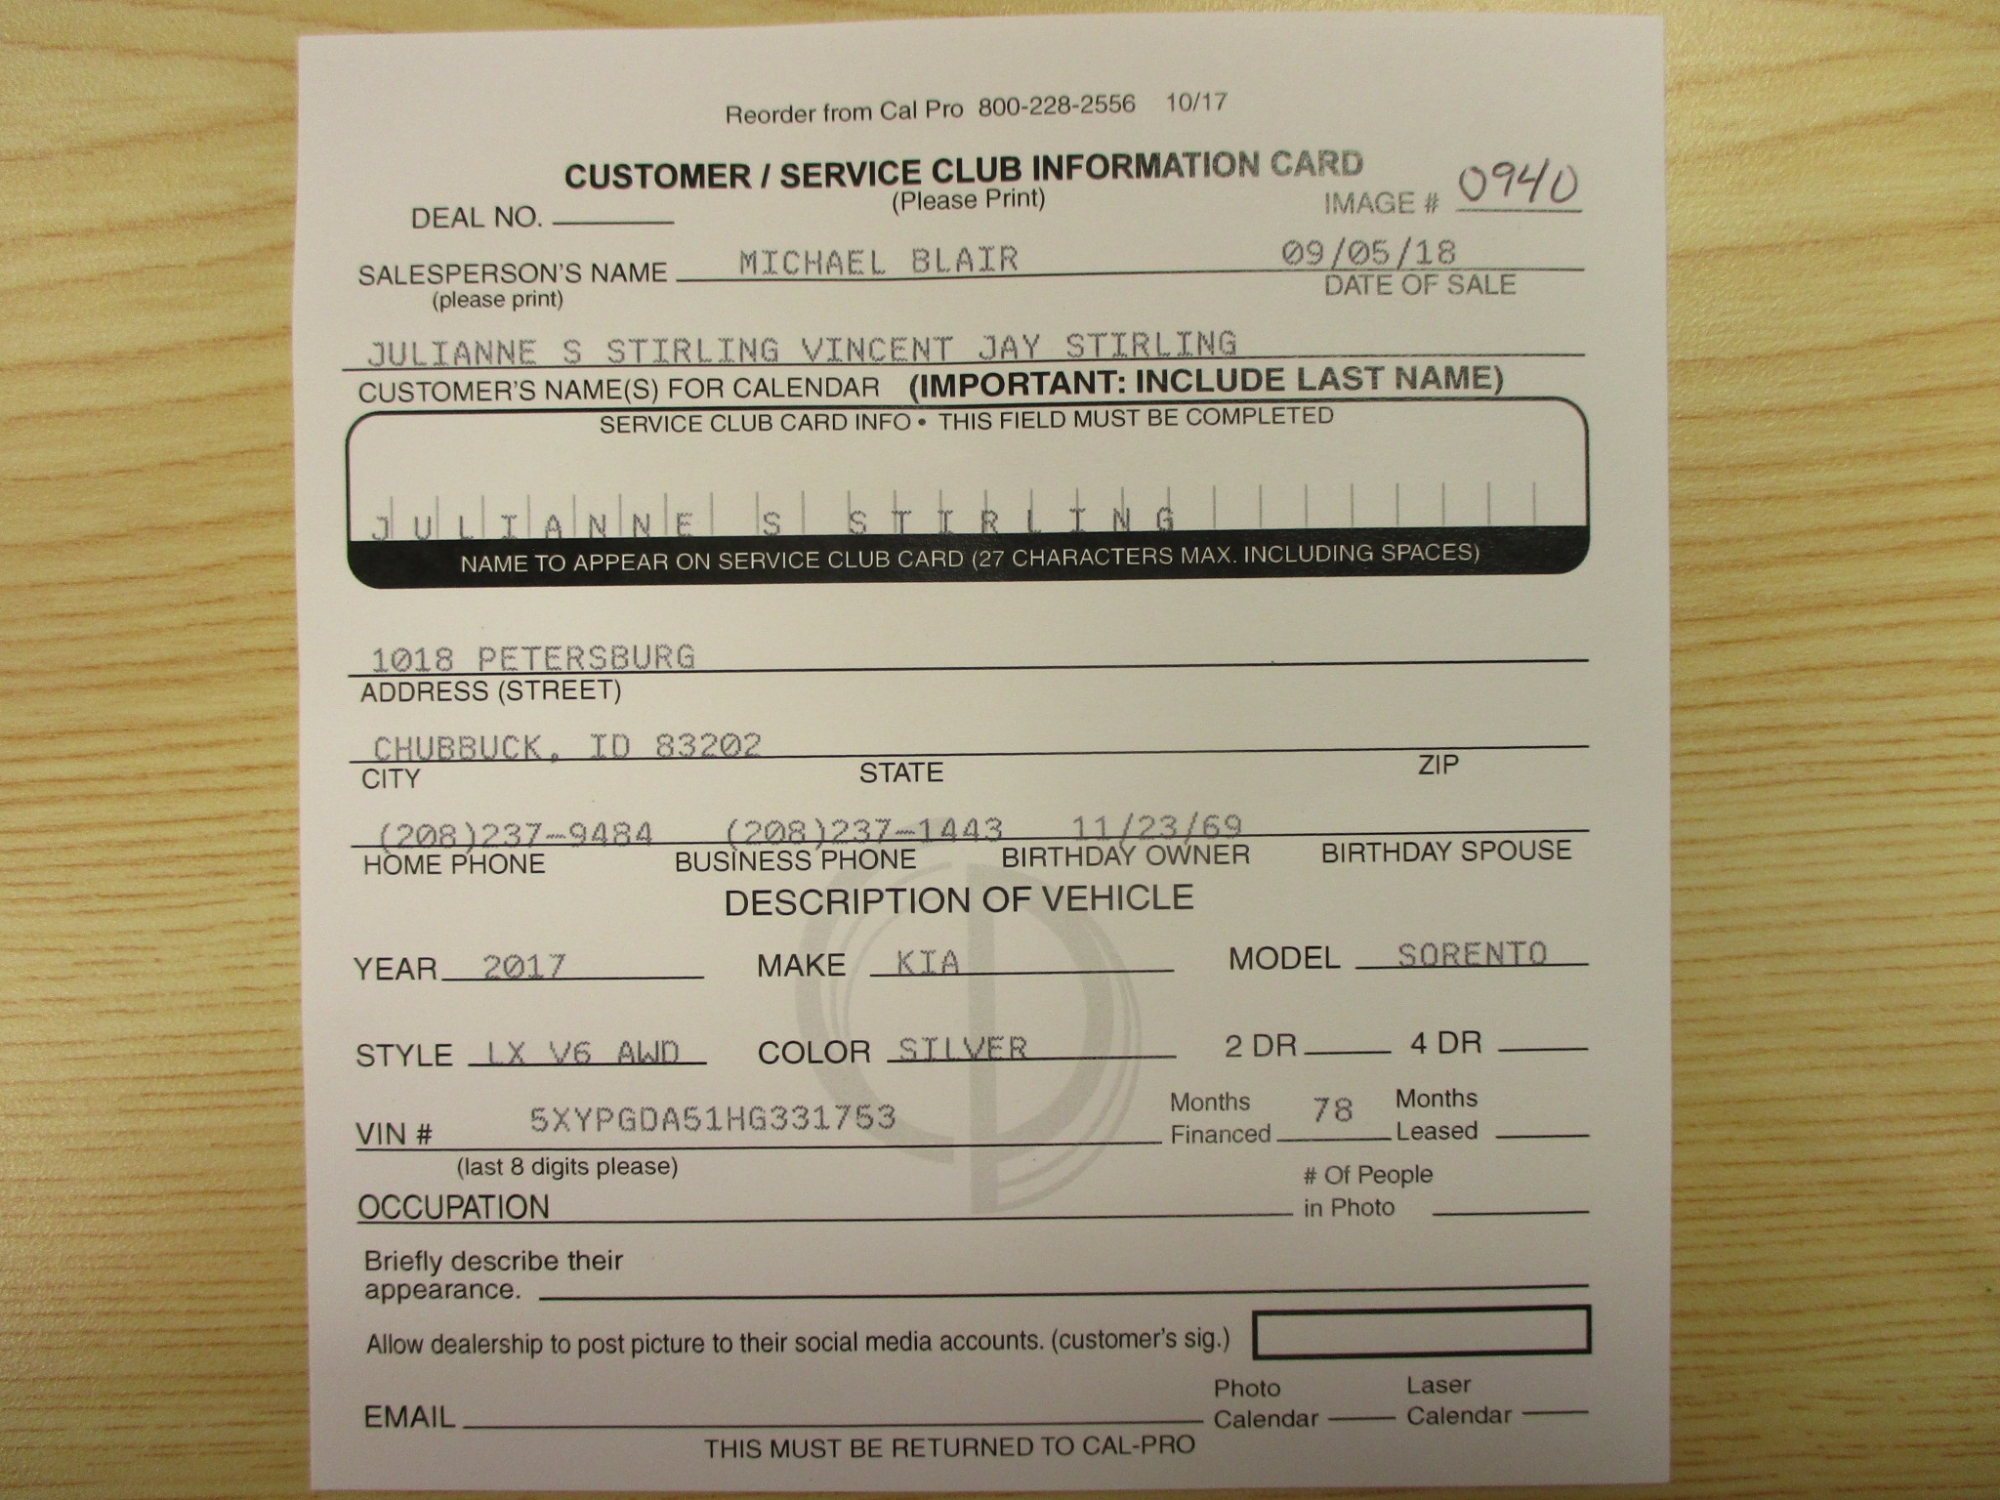 Reorder from Cal Pro 800-228-2556 10/17
CUSTOMER / SERVICE CLUB INFORMATION CARD
(Please Print)
DEAL NO. IMAGE # 0940
SALESPERSON'S NAME MICHAEL BLAIR 09/05/18
(please print) DATE OF SALE
JULIANNE S STIRLING VINCENT JAY STIRLING
CUSTOMER'S NAME(S) FOR CALENDAR (IMPORTANT: INCLUDE LAST NAME)
SERVICE CLUB CARD INFO • THIS FIELD MUST BE COMPLETED
JULIANNE S STIRLING
NAME TO APPEAR ON SERVICE CLUB CARD (27 CHARACTERS MAX. INCLUDING SPACES)
1018 PETERSBURG
ADDRESS (STREET)
CHUBBUCK, ID 83202
CITY STATE ZIP
(208)237-9484 (208)237-1443 11/23/69
HOME PHONE BUSINESS PHONE BIRTHDAY OWNER BIRTHDAY SPOUSE
DESCRIPTION OF VEHICLE
YEAR 2017 MAKE KIA MODEL SORENTO
STYLE LX V6 AWD COLOR SILVER 2 DR 4 DR
VIN # 5XYPGDA51HG331753 Months Financed 78 Months Leased
(last 8 digits please)
OCCUPATION # Of People in Photo
Briefly describe their
appearance.
Allow dealership to post picture to their social media accounts. (customer's sig.)
EMAIL Photo Calendar Laser Calendar
THIS MUST BE RETURNED TO CAL-PRO